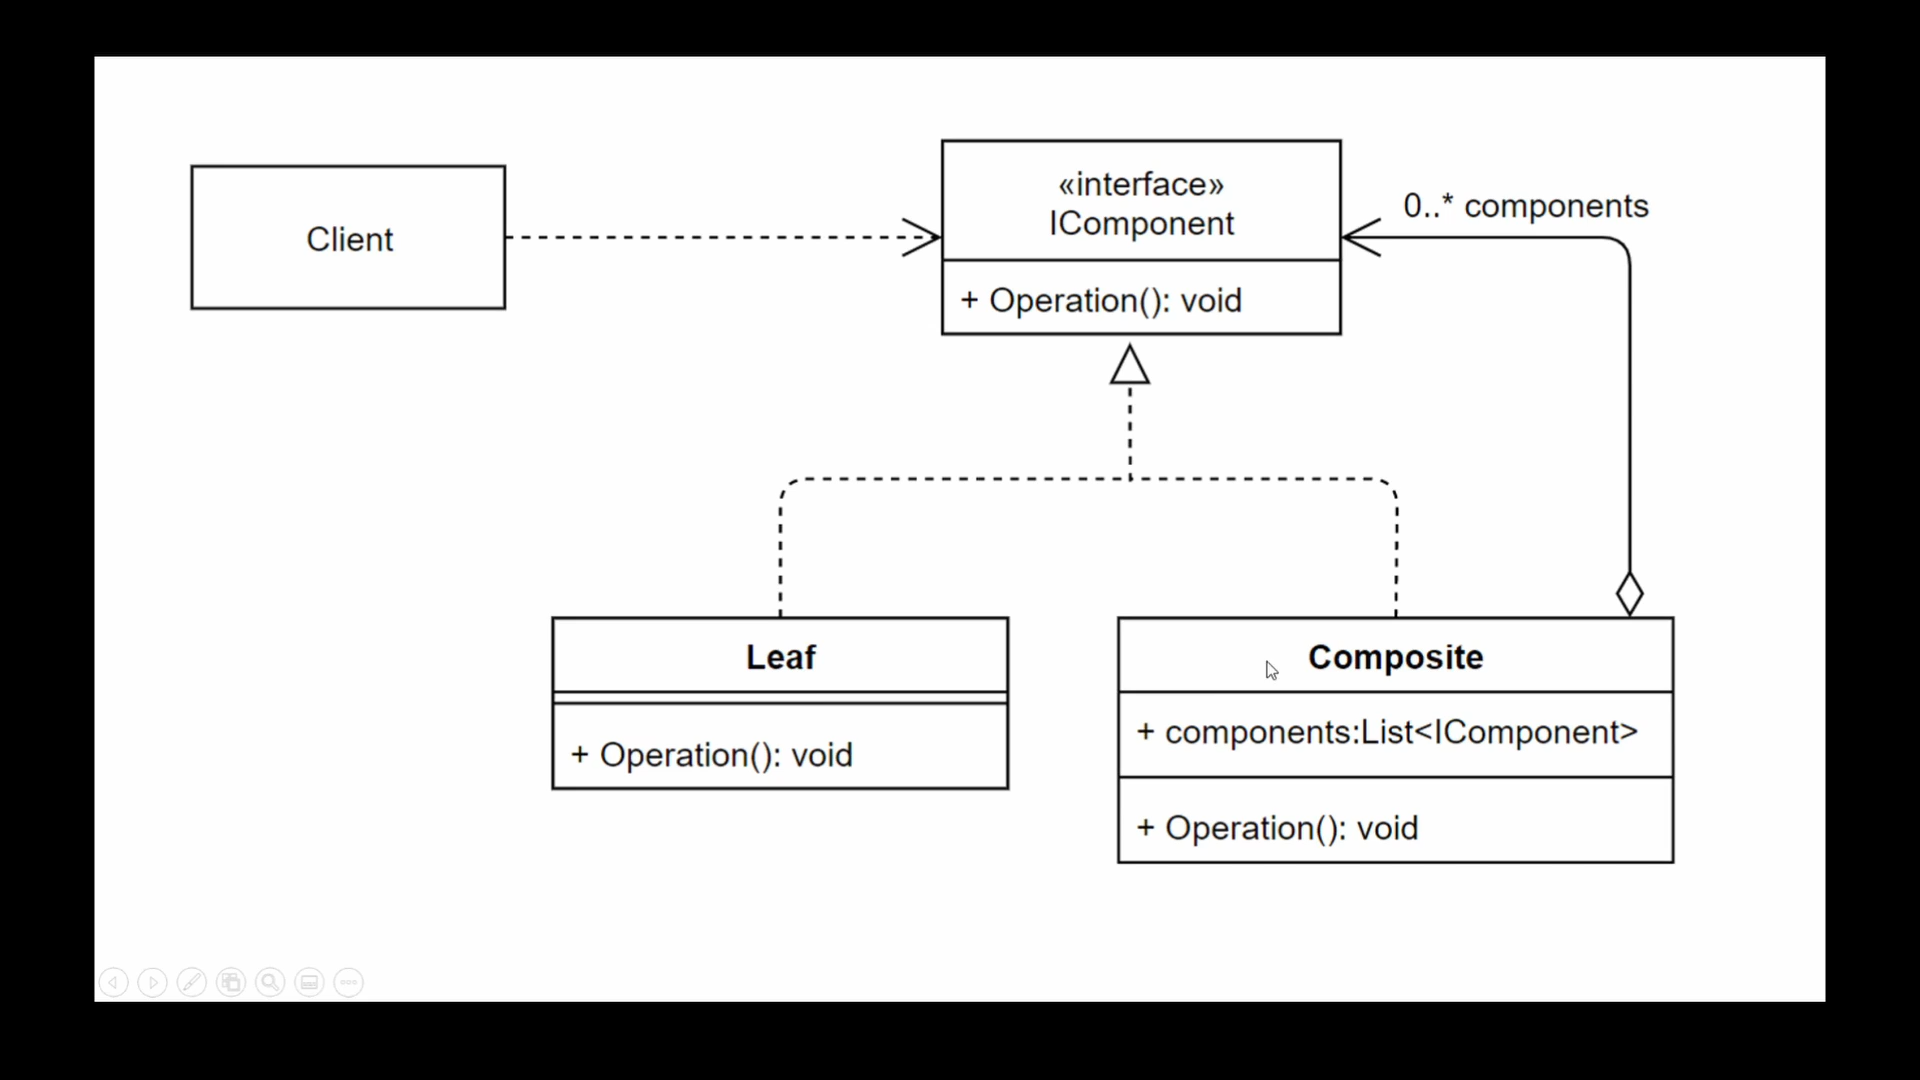 Client
«interface»
IComponent
+ Operation(): void
0..* components
Leaf
+ Operation(): void
Composite
+ components:List<IComponent>
+ Operation(): void